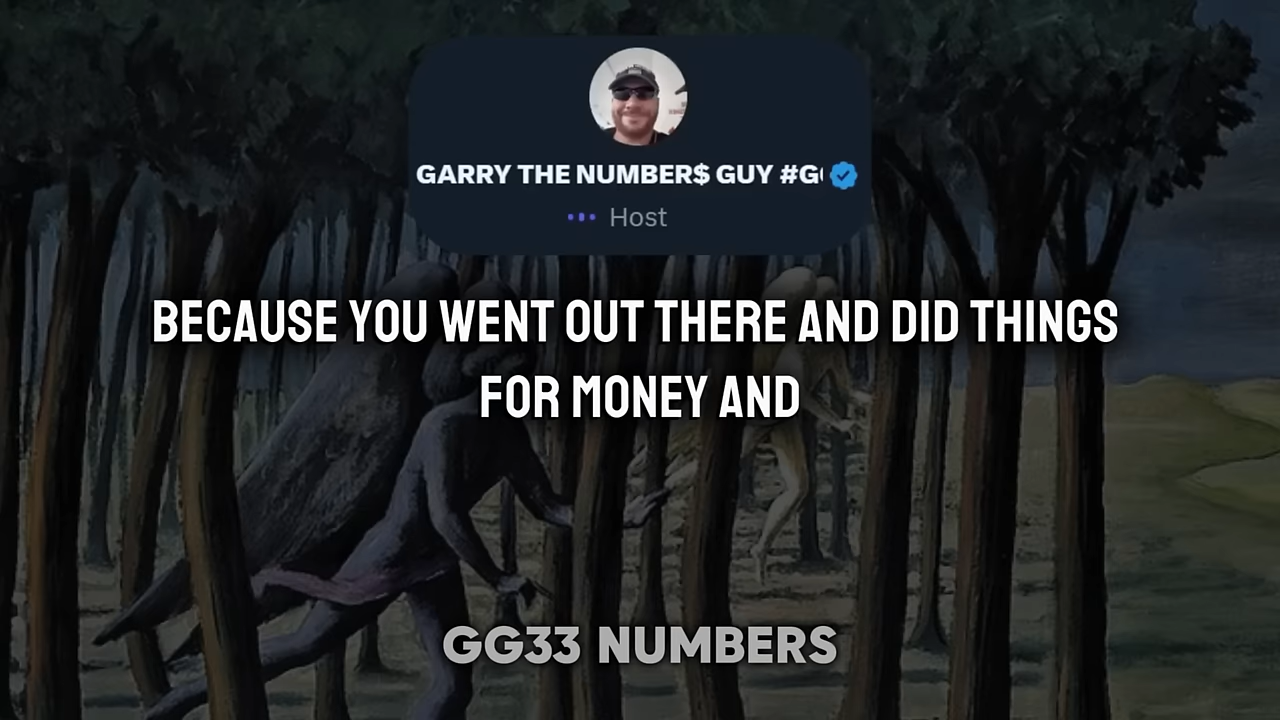 GARRY THE NUMBER$ GUY #G
Host
BECAUSE YOU WENT OUT THERE AND DID THINGS
FOR MONEY AND
GG33 NUMBERS